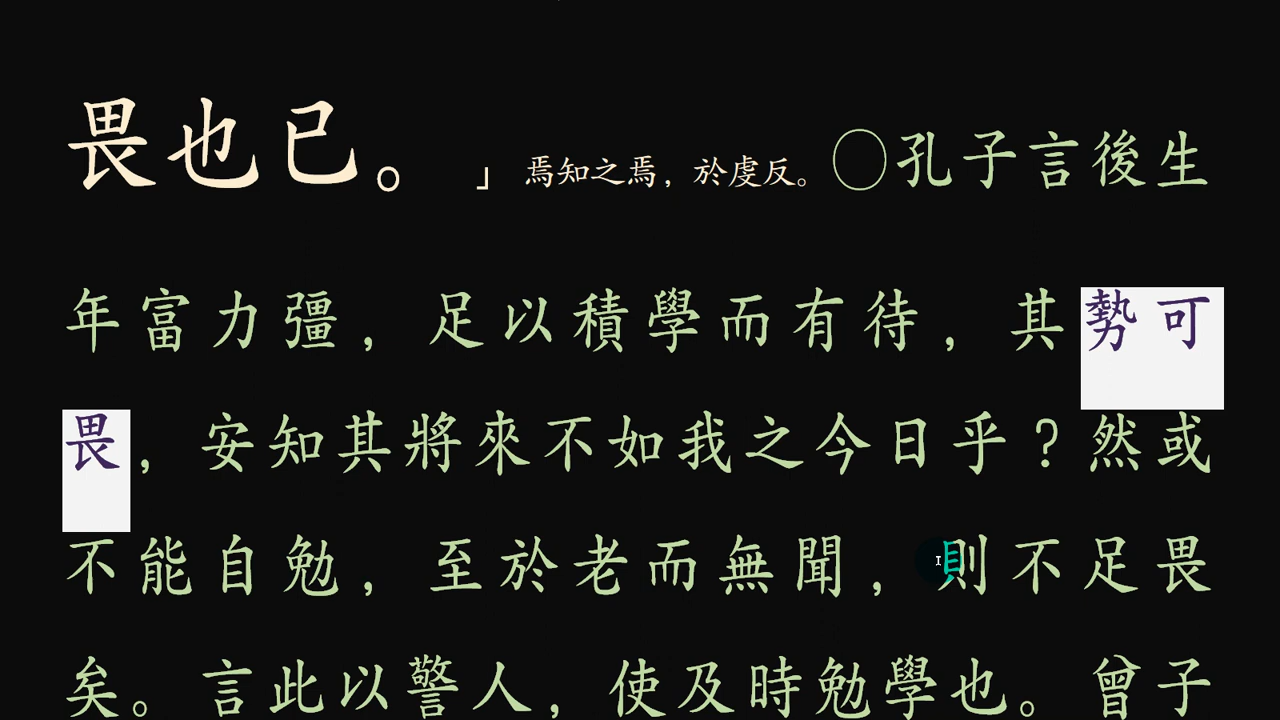 畏也已。 」焉知之焉，於虔反。○孔子言後生
年富力彊，足以積學而有待，其勢可
畏，安知其將來不如我之今日乎？然或
不能自勉，至於老而無聞，則不足畏
矣。言此以警人，使及時勉學也。曾子